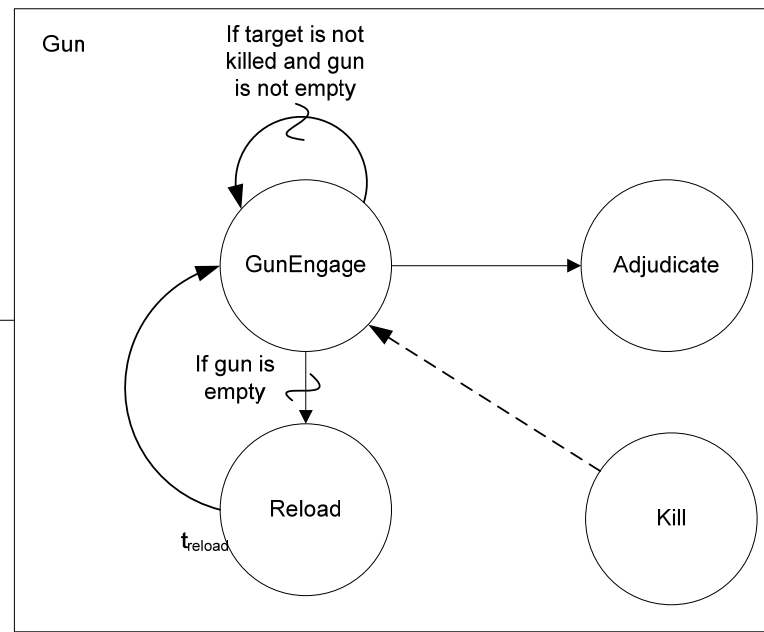 Gun
If target is not
killed and gun
is not empty
GunEngage
Adjudicate
If gun is
empty
Reload
Kill
treload